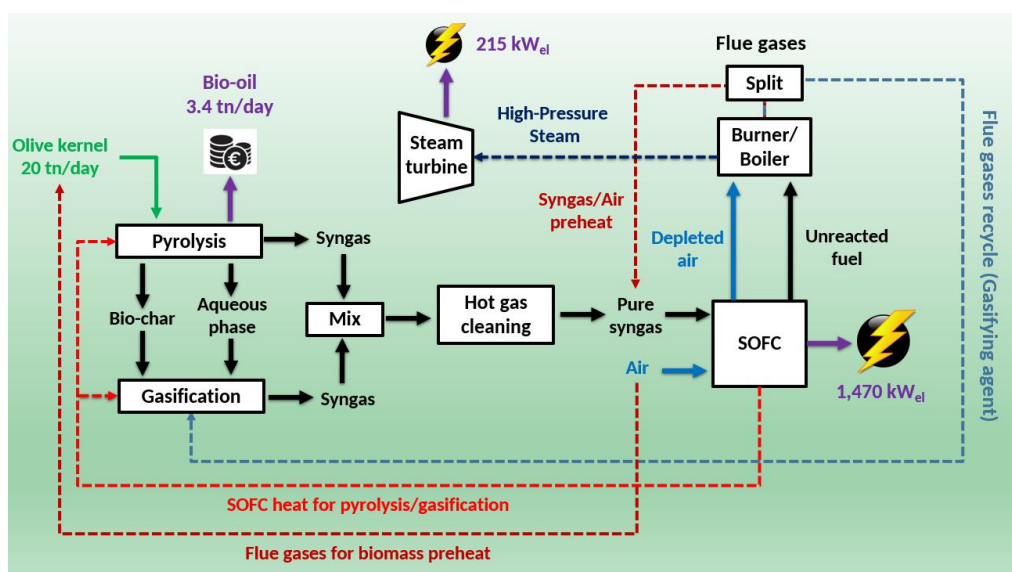 215 kWel
Flue gases
Bio-oil
3.4 tn/day
Split
High-Pressure
Steam
Burner/
Boiler
Steam
turbine
Olive kernel
20 tn/day
€
Syngas/Air
preheat
Flue gases recycle (Gasifying agent)
Pyrolysis
Syngas
Depleted
air
Unreacted
fuel
Bio-char
Aqueous
phase
Mix
Hot gas
cleaning
Pure
syngas
SOFC
Air
Gasification
Syngas
1,470 kWel
SOFC heat for pyrolysis/gasification
Flue gases for biomass preheat